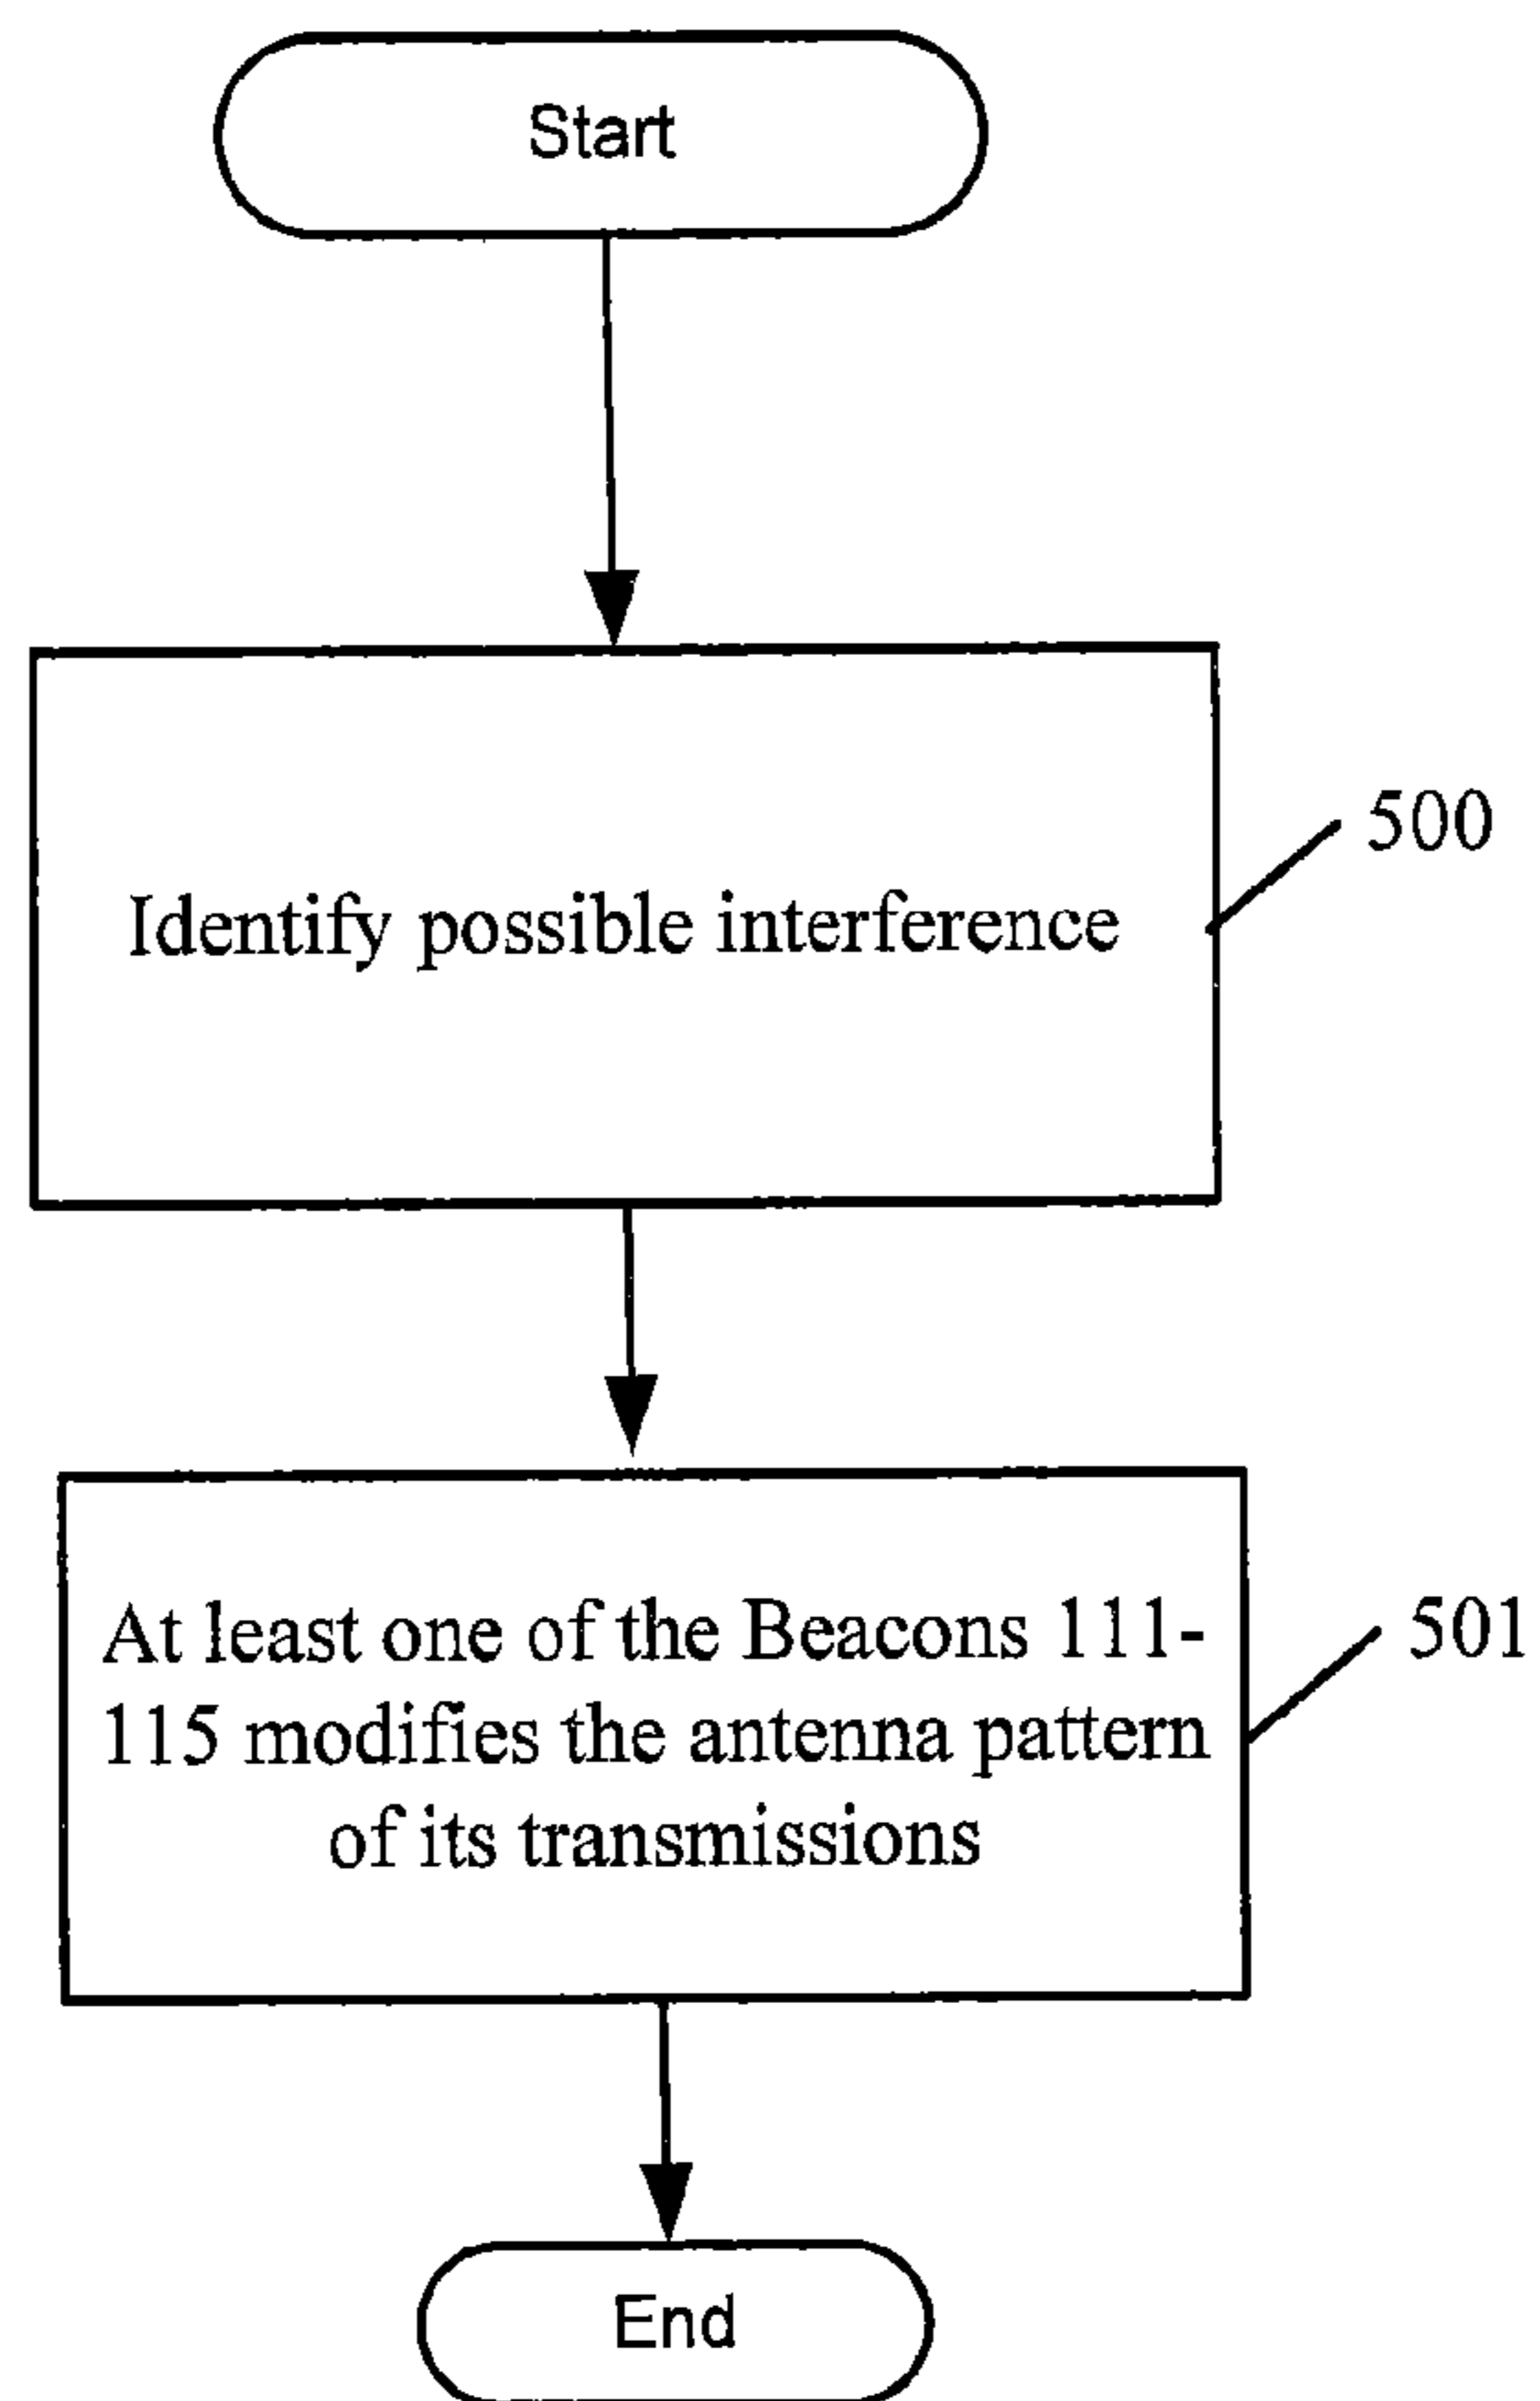 Start
500
Identify possible interference
At least one of the Beacons 111-
501
115 modifies the antenna pattern
of its transmissions
End